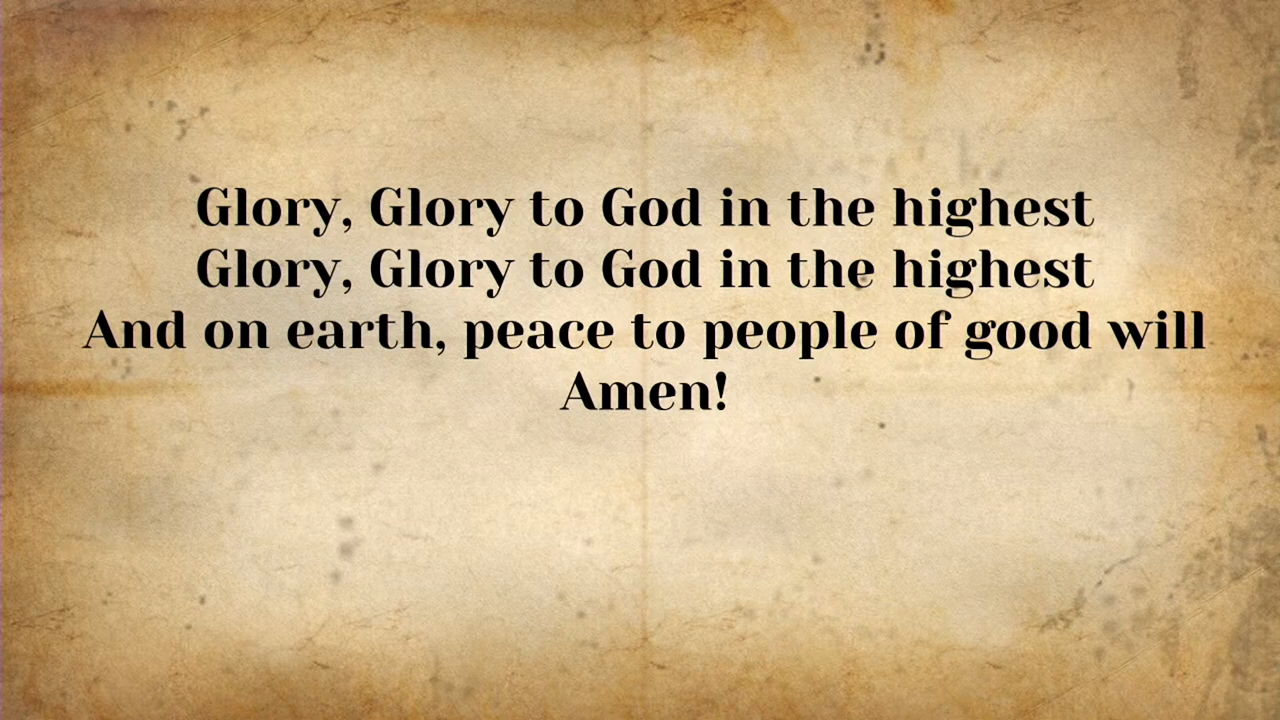 Glory, Glory to God in the highest
Glory, Glory to God in the highest
And on earth, peace to people of good will
Amen!